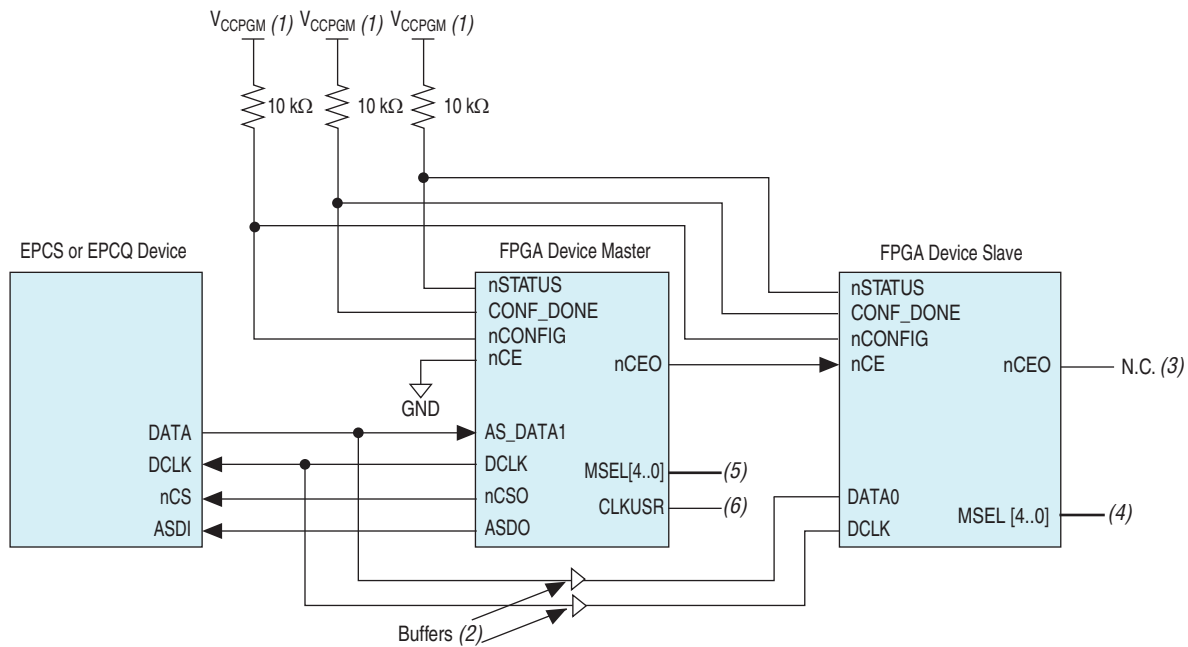 VCCPGM (1) VCCPGM (1) VCCPGM (1)
10 kΩ 10 kΩ 10 kΩ
EPCS or EPCQ Device
DATA
DCLK
nCS
ASDI
FPGA Device Master
nSTATUS
CONF_DONE
nCONFIG
nCE
nCEO
GND
AS_DATA1
DCLK
nCSO
ASDO
MSEL[4..0] (5)
CLKUSR (6)
FPGA Device Slave
nSTATUS
CONF_DONE
nCONFIG
nCE
nCEO N.C. (3)
DATA0
DCLK
MSEL [4..0] (4)
Buffers (2)